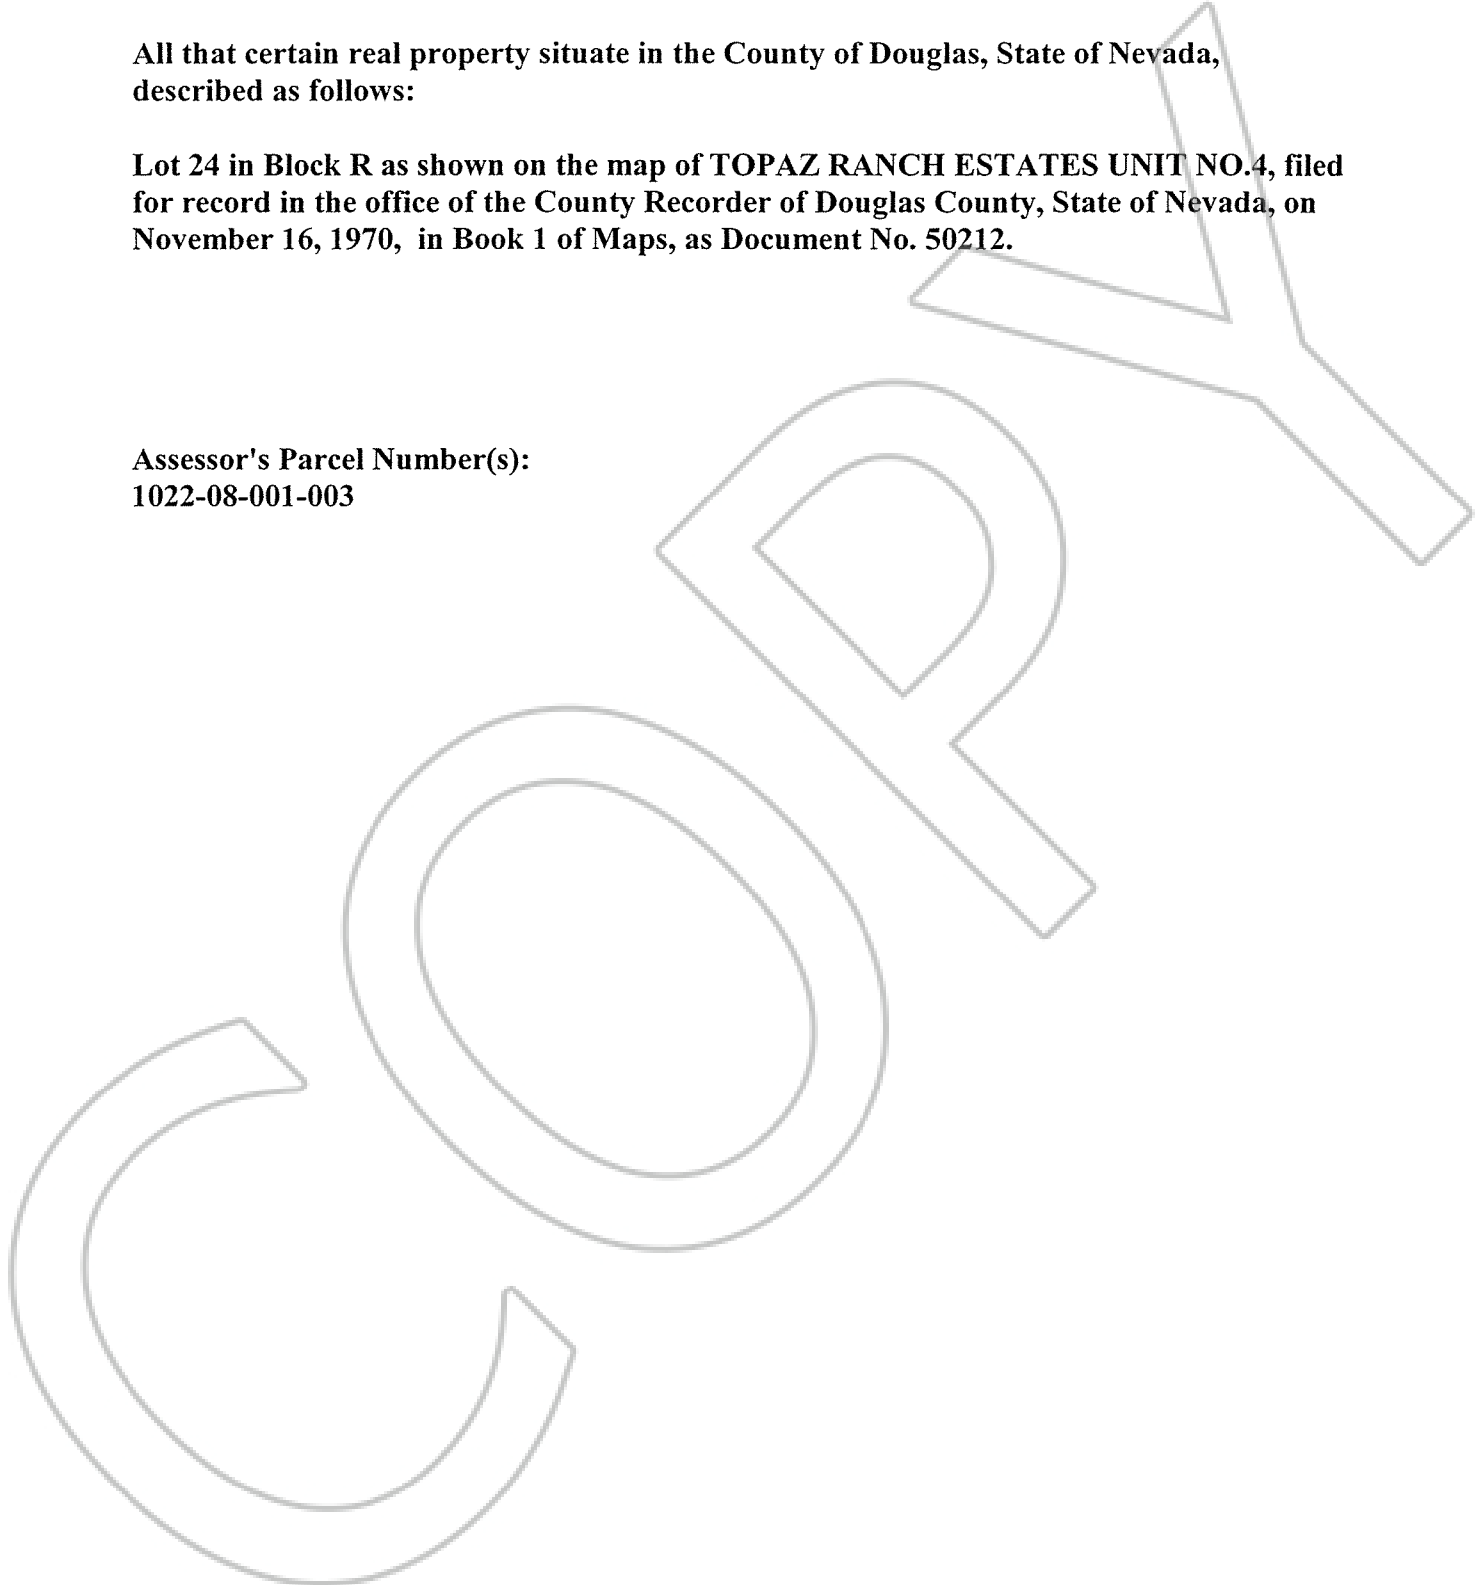 All that certain real property situate in the County of Douglas, State of Nevada,
described as follows:
Lot 24 in Block R as shown on the map of TOPAZ RANCH ESTATES UNIT NO.4, filed
for record in the office of the County Recorder of Douglas County, State of Nevada, on
November 16, 1970,  in Book 1 of Maps, as Document No. 50212.
Assessor's Parcel Number(s):
1022-08-001-003
COPY